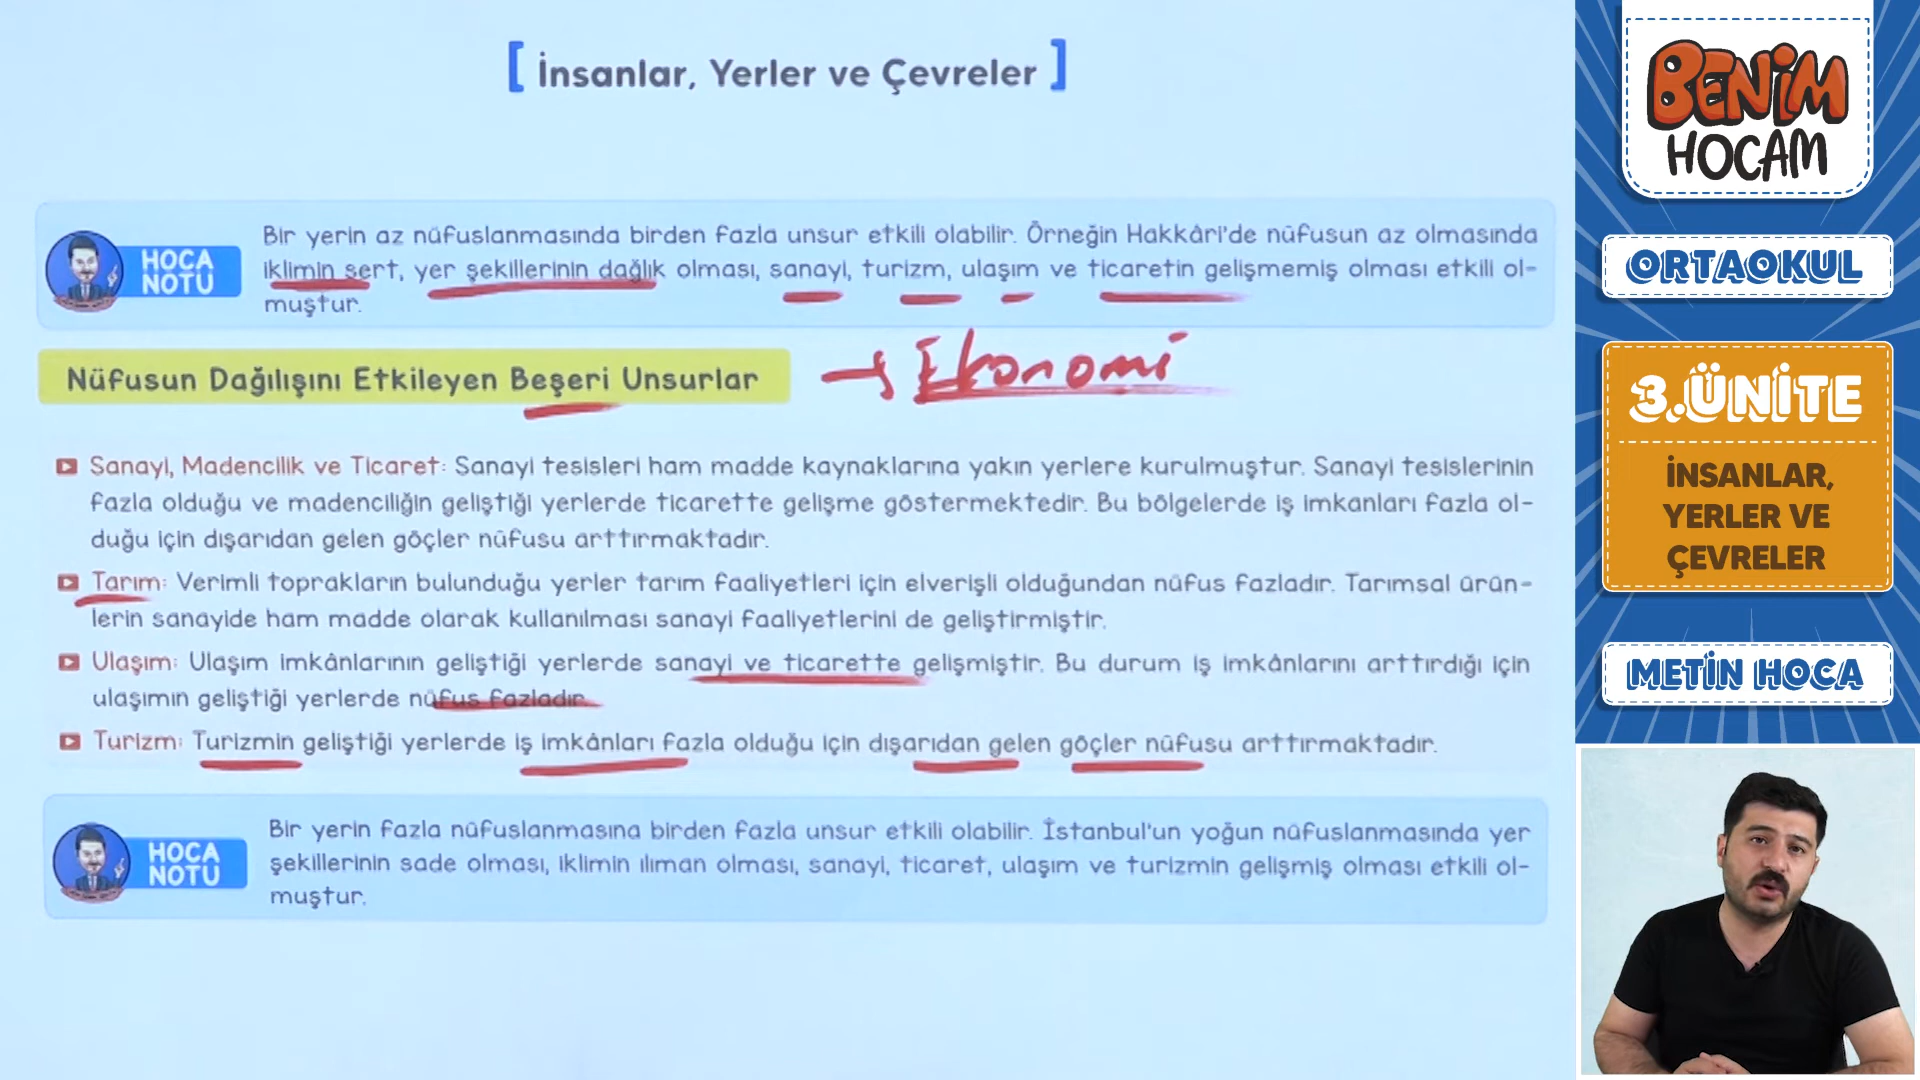 [ İnsanlar, Yerler ve Çevreler ]
HOCA NOTU
Bir yerin az nüfuslanmasında birden fazla unsur etkili olabilir. Örneğin Hakkâri'de nüfusun az olmasında
iklimin sert, yer şekillerinin dağlık olması, sanayi, turizm, ulaşım ve ticaretin gelişmemiş olması etkili ol-
muştur.
Nüfusun Dağılışını Etkileyen Beşeri Unsurlar → Ekonomi
Sanayi, Madencilik ve Ticaret: Sanayi tesisleri ham madde kaynaklarına yakın yerlere kurulmuştur. Sanayi tesislerinin
fazla olduğu ve madenciliğin geliştiği yerlerde ticarette gelişme göstermektedir. Bu bölgelerde iş imkanları fazla ol-
duğu için dışarıdan gelen göçler nüfusu arttırmaktadır.
Tarım: Verimli toprakların bulunduğu yerler tarım faaliyetleri için elverişli olduğundan nüfus fazladır. Tarımsal ürün-
lerin sanayide ham madde olarak kullanılması sanayi faaliyetlerini de geliştirmiştir.
Ulaşım: Ulaşım imkânlarının geliştiği yerlerde sanayi ve ticarette gelişmiştir. Bu durum iş imkânlarını arttırdığı için
ulaşımın geliştiği yerlerde nüfus fazladır.
Turizm: Turizmin geliştiği yerlerde iş imkânları fazla olduğu için dışarıdan gelen göçler nüfusu arttırmaktadır.
HOCA NOTU
Bir yerin fazla nüfuslanmasına birden fazla unsur etkili olabilir. İstanbul'un yoğun nüfuslanmasında yer
şekillerinin sade olması, iklimin ılıman olması, sanayi, ticaret, ulaşım ve turizmin gelişmiş olması etkili ol-
muştur.
BENİM
HOCAM
ORTAOKUL
3.ÜNİTE
İNSANLAR,
YERLER VE
ÇEVRELER
METİN HOCA